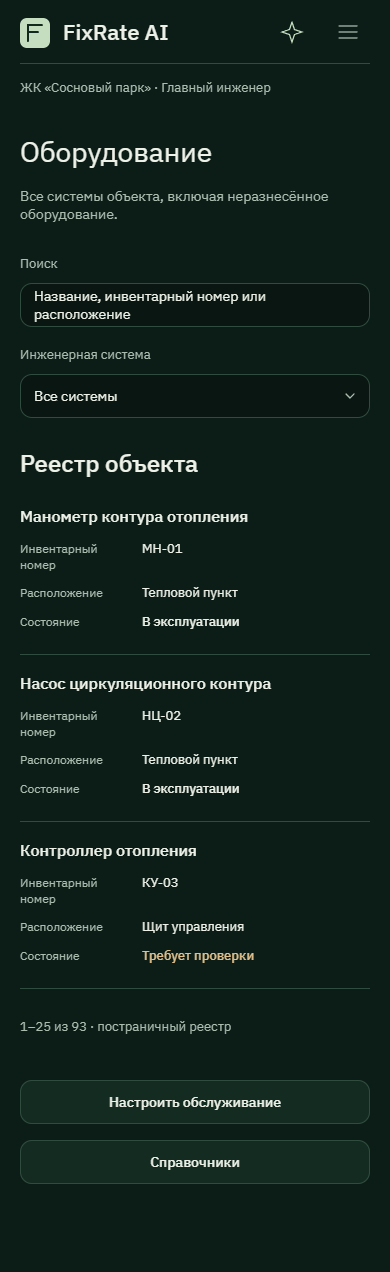 FixRate AI
ЖК «Сосновый парк» · Главный инженер
Оборудование
Все системы объекта, включая неразнесённое
оборудование.
Поиск
Название, инвентарный номер или
расположение
Инженерная система
Все системы
Реестр объекта
Манометр контура отопления
Инвентарный номер МН-01
Расположение Тепловой пункт
Состояние В эксплуатации
Насос циркуляционного контура
Инвентарный номер НЦ-02
Расположение Тепловой пункт
Состояние В эксплуатации
Контроллер отопления
Инвентарный номер КУ-03
Расположение Щит управления
Состояние Требует проверки
1–25 из 93 · постраничный реестр
Настроить обслуживание
Справочники